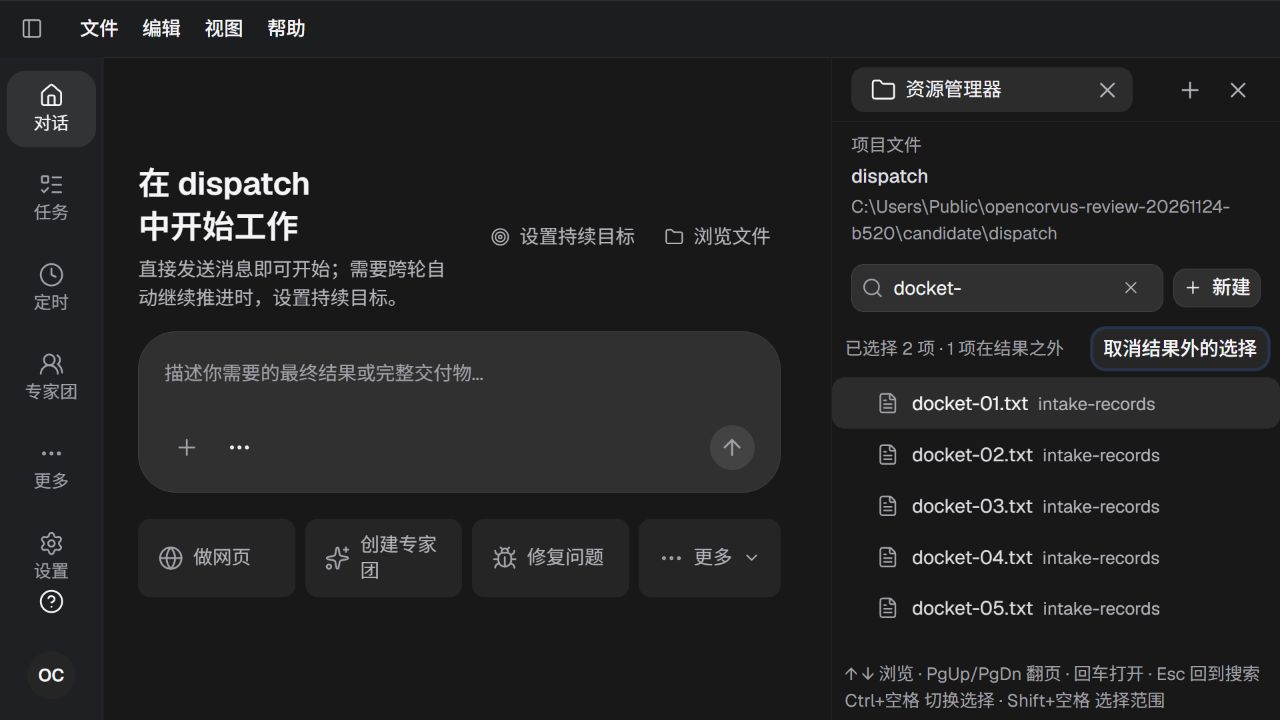 文件 编辑 视图 帮助
对话
任务
定时
专家团
更多
设置
OC
在 dispatch
中开始工作
直接发送消息即可开始；需要跨轮自
动继续推进时，设置持续目标。
设置持续目标 浏览文件
描述你需要的最终结果或完整交付物...
做网页
创建专家
团
修复问题
更多
资源管理器
项目文件
dispatch
C:\Users\Public\opencorvus-review-20261124-
b520\candidate\dispatch
docket-
新建
已选择 2 项 · 1 项在结果之外
取消结果外的选择
docket-01.txt intake-records
docket-02.txt intake-records
docket-03.txt intake-records
docket-04.txt intake-records
docket-05.txt intake-records
↑↓ 浏览 · PgUp/PgDn 翻页 · 回车打开 · Esc 回到搜索
Ctrl+空格 切换选择 · Shift+空格 选择范围